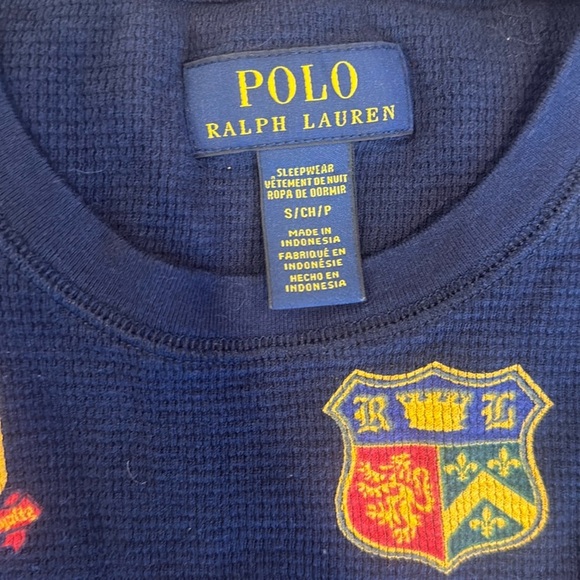 POLO
RALPH LAUREN
SLEEPWEAR
VÊTEMENT DE NUIT
ROPA DE DORMIR
S/CH/P
MADE IN
INDONESIA
FABRIQUÉ EN
INDONÉSIE
HECHO EN
INDONESIA
R L